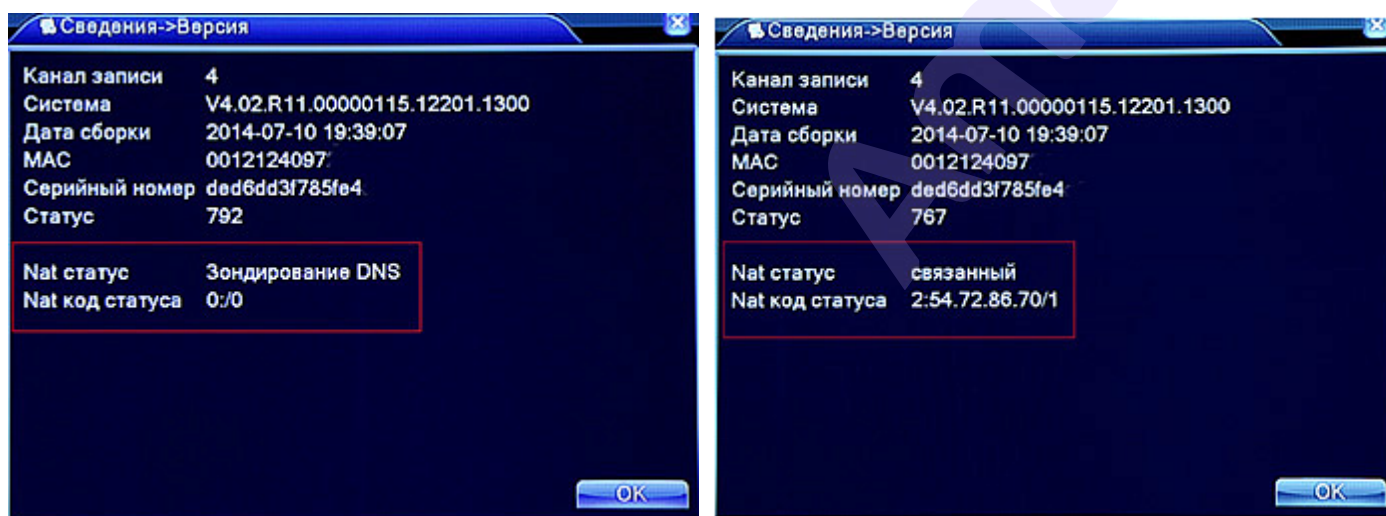 Сведения->Версия
Канал записи 4
Система V4.02.R11.00000115.12201.1300
Дата сборки 2014-07-10 19:39:07
MAC 0012124097
Серийный номер ded6dd3f785fe4
Статус 792
Nat статус Зондирование DNS
Nat код статуса 0:/0
OK
Сведения->Версия
Канал записи 4
Система V4.02.R11.00000115.12201.1300
Дата сборки 2014-07-10 19:39:07
MAC 0012124097
Серийный номер ded6dd3f785fe4
Статус 767
Nat статус связанный
Nat код статуса 2:54.72.86.70/1
OK